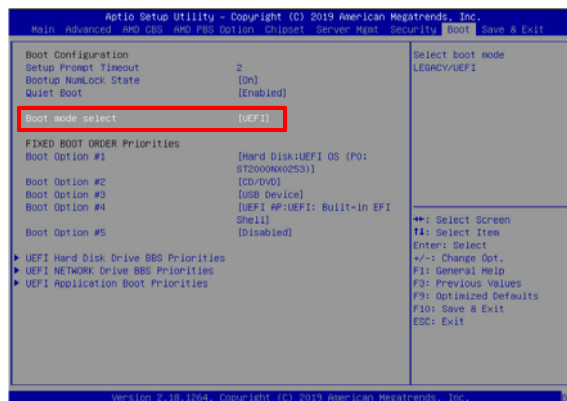 Aptio Setup Utility – Copyright (C) 2019 American Megatrends, Inc.
Main Advanced AMD CBS AMD PBS Option Chipset Server Mgmt Security Boot Save & Exit
Boot Configuration
Setup Prompt Timeout 2
Bootup NumLock State [On]
Quiet Boot [Enabled]
Boot mode select [UEFI]
FIXED BOOT ORDER Priorities
Boot Option #1 [Hard Disk:UEFI OS (P0:
ST2000NX0253)]
Boot Option #2 [CD/DVD]
Boot Option #3 [USB Device]
Boot Option #4 [UEFI AP:UEFI: Built-in EFI
Shell]
Boot Option #5 [Disabled]
UEFI Hard Disk Drive BBS Priorities
UEFI NETWORK Drive BBS Priorities
UEFI Application Boot Priorities
Select boot mode
LEGACY/UEFI
→←: Select Screen
↑↓: Select Item
Enter: Select
+/-: Change Opt.
F1: General Help
F3: Previous Values
F9: Optimized Defaults
F10: Save & Exit
ESC: Exit
Version 2.18.1264. Copyright (C) 2019 American Megatrends, Inc.